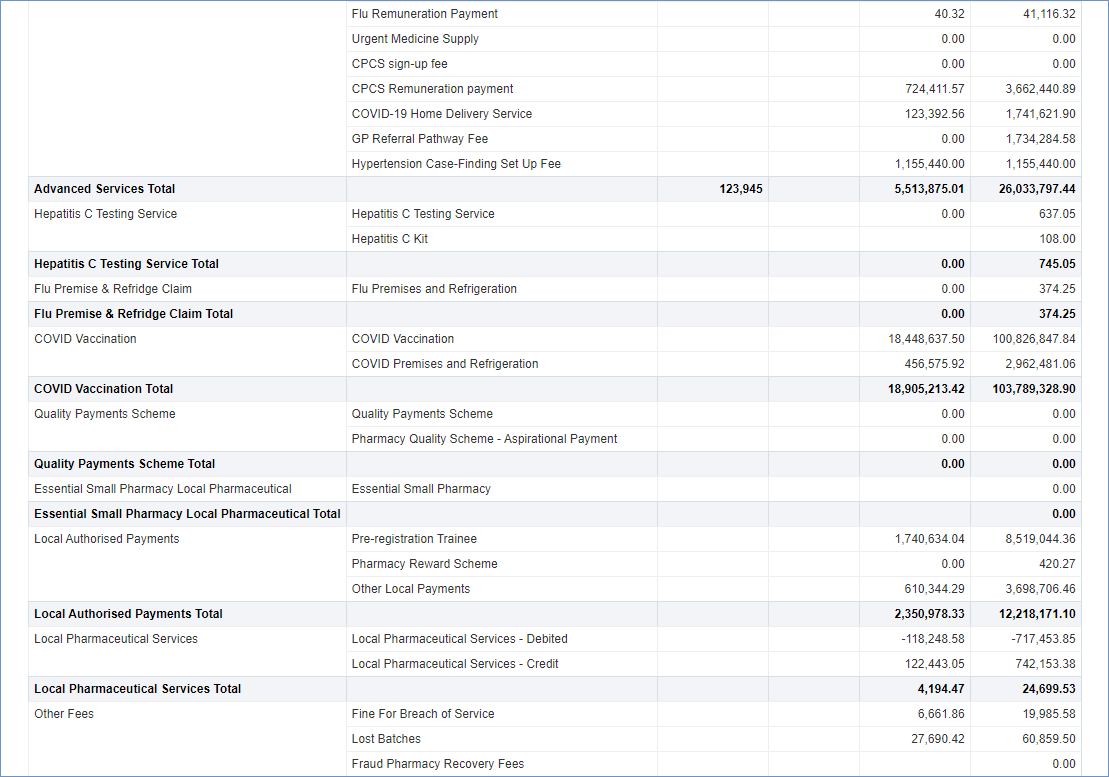 Flu Remuneration Payment 40.32 41,116.32
Urgent Medicine Supply 0.00 0.00
CPCS sign-up fee 0.00 0.00
CPCS Remuneration payment 724,411.57 3,662,440.89
COVID-19 Home Delivery Service 123,392.56 1,741,621.90
GP Referral Pathway Fee 0.00 1,734,284.58
Hypertension Case-Finding Set Up Fee 1,155,440.00 1,155,440.00
Advanced Services Total 123,945 5,513,875.01 26,033,797.44
Hepatitis C Testing Service Hepatitis C Testing Service 0.00 637.05
Hepatitis C Kit 108.00
Hepatitis C Testing Service Total 0.00 745.05
Flu Premise & Refridge Claim Flu Premises and Refrigeration 0.00 374.25
Flu Premise & Refridge Claim Total 0.00 374.25
COVID Vaccination COVID Vaccination 18,448,637.50 100,826,847.84
COVID Premises and Refrigeration 456,575.92 2,962,481.06
COVID Vaccination Total 18,905,213.42 103,789,328.90
Quality Payments Scheme Quality Payments Scheme 0.00 0.00
Pharmacy Quality Scheme - Aspirational Payment 0.00 0.00
Quality Payments Scheme Total 0.00 0.00
Essential Small Pharmacy Local Pharmaceutical Essential Small Pharmacy 0.00
Essential Small Pharmacy Local Pharmaceutical Total 0.00
Local Authorised Payments Pre-registration Trainee 1,740,634.04 8,519,044.36
Pharmacy Reward Scheme 0.00 420.27
Other Local Payments 610,344.29 3,698,706.46
Local Authorised Payments Total 2,350,978.33 12,218,171.10
Local Pharmaceutical Services Local Pharmaceutical Services - Debited -118,248.58 -717,453.85
Local Pharmaceutical Services - Credit 122,443.05 742,153.38
Local Pharmaceutical Services Total 4,194.47 24,699.53
Other Fees Fine For Breach of Service 6,661.86 19,985.58
Lost Batches 27,690.42 60,859.50
Fraud Pharmacy Recovery Fees 0.00